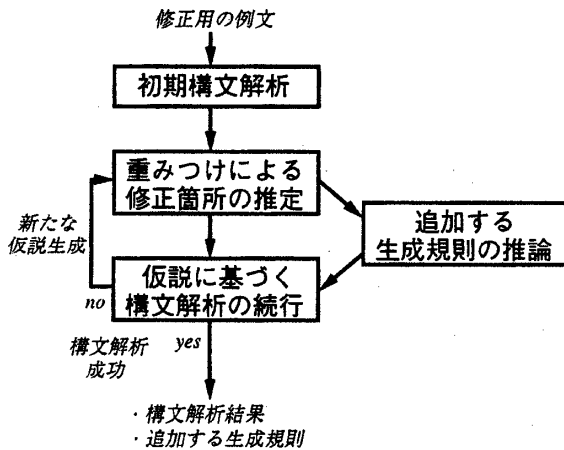 修正用の例文
初期構文解析
重みつけによる
修正箇所の推定
新たな
仮説生成
追加する
生成規則の推論
仮説に基づく
構文解析の続行
no
構文解析
成功
yes
・構文解析結果
・追加する生成規則